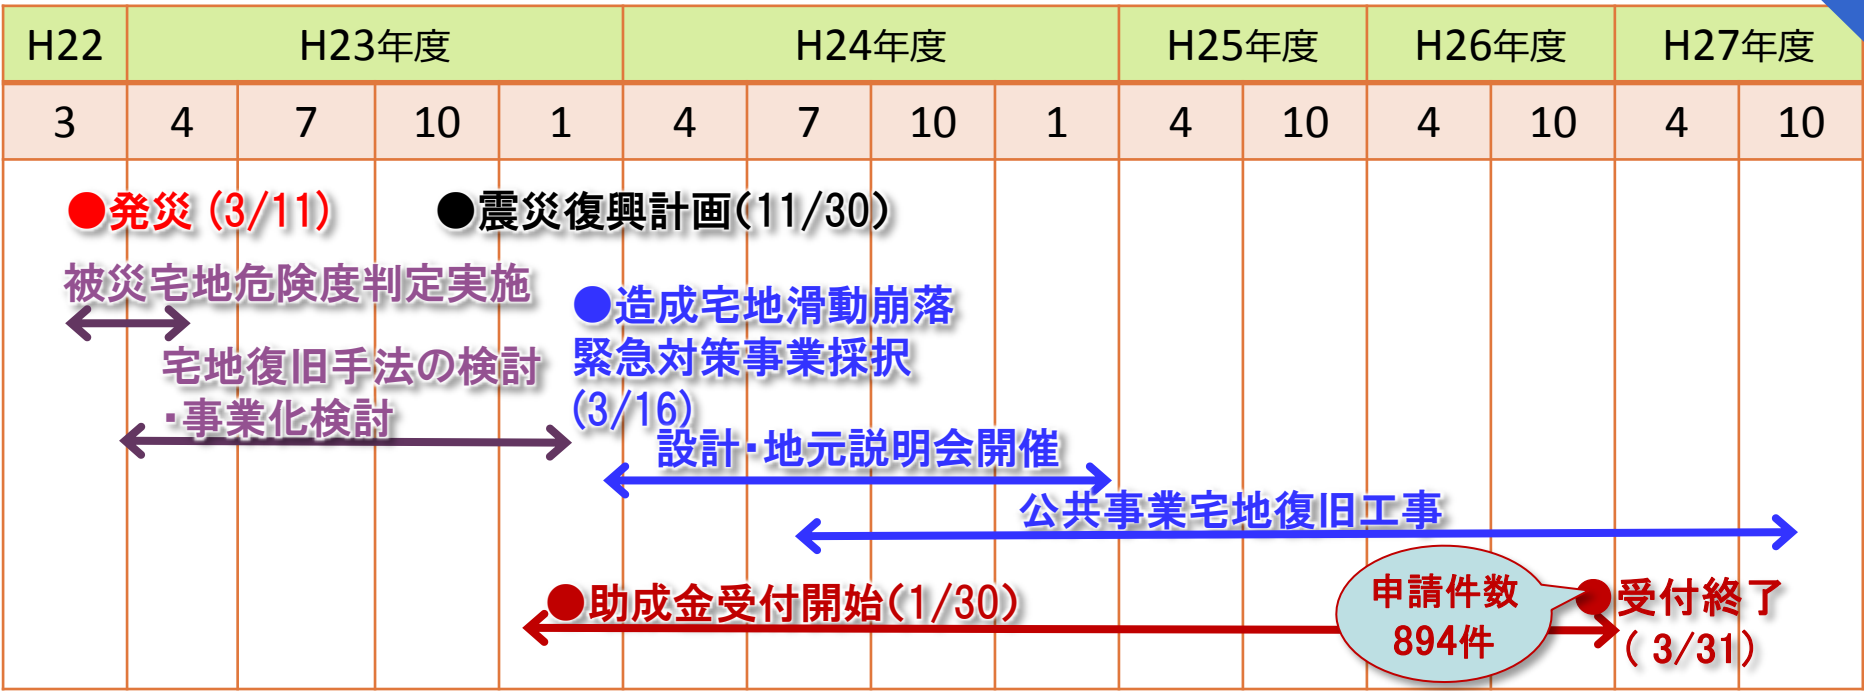 H22 H23年度 H24年度 H25年度 H26年度 H27年度
3 4 7 10 1 4 7 10 1 4 10 4 10 4 10
●発災(3/11) ●震災復興計画(11/30)
被災宅地危険度判定実施
●造成宅地滑動崩落
緊急対策事業採択
(3/16)
宅地復旧手法の検討
・事業化検討
設計・地元説明会開催
公共事業宅地復旧工事
●助成金受付開始(1/30)
申請件数
894件
●受付終了
(3/31)